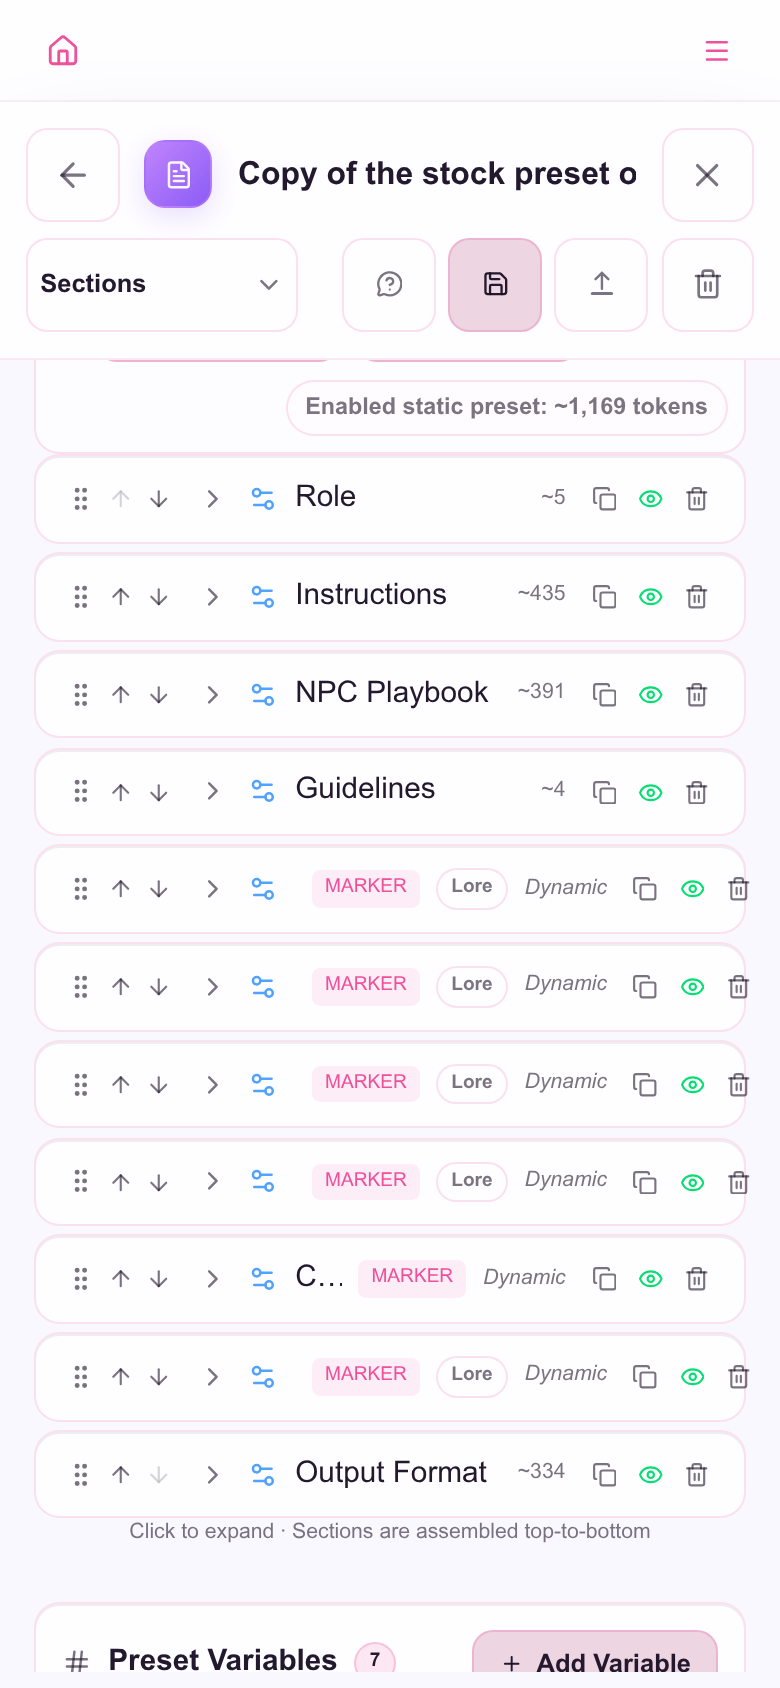 Copy of the stock preset o
Sections
Enabled static preset: ~1,169 tokens
Role ~5
Instructions ~435
NPC Playbook ~391
Guidelines ~4
MARKER Lore Dynamic
MARKER Lore Dynamic
MARKER Lore Dynamic
MARKER Lore Dynamic
C... MARKER Dynamic
MARKER Lore Dynamic
Output Format ~334
Click to expand · Sections are assembled top-to-bottom
# Preset Variables 7 + Add Variable